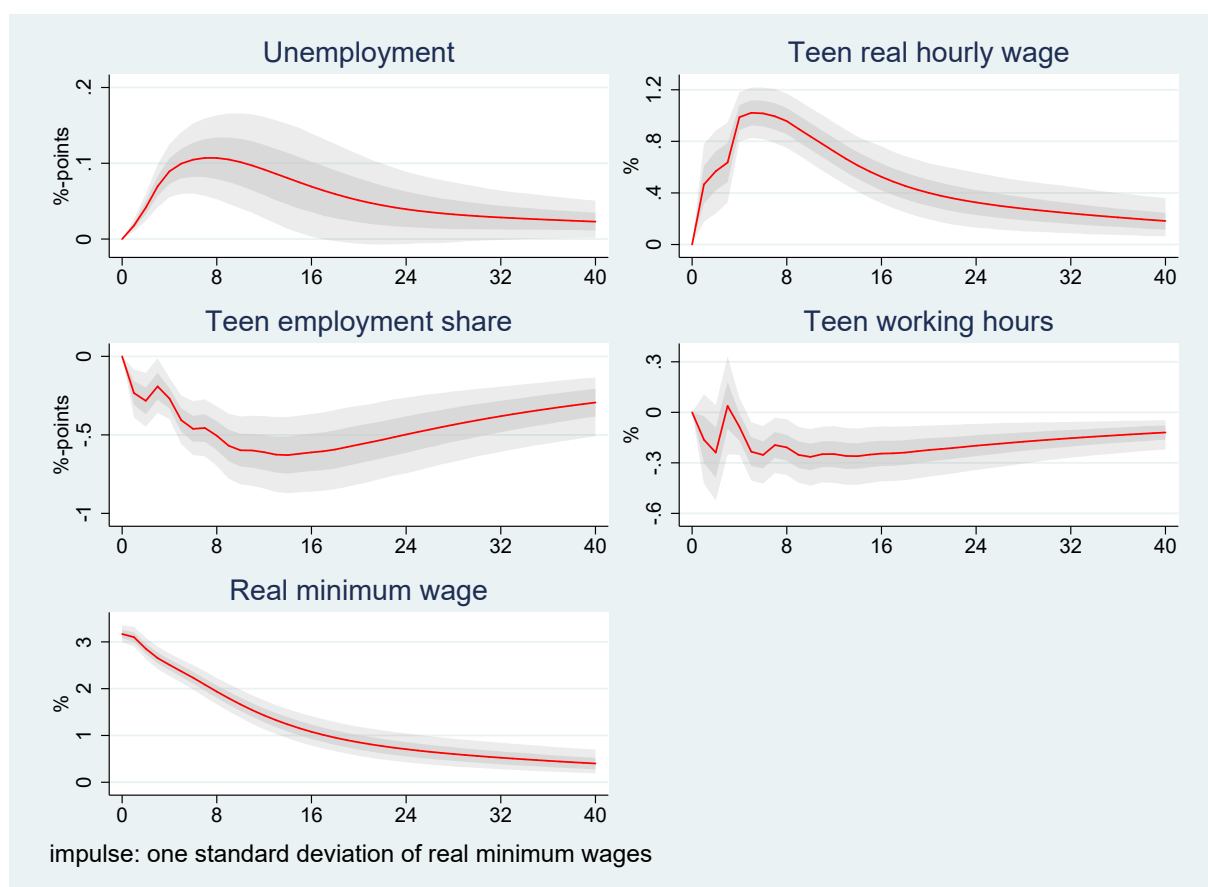 Unemployment
%-points
.2
.1
0
0 8 16 24 32 40
Teen real hourly wage
%
1.2
.8
.4
0
0 8 16 24 32 40
Teen employment share
%-points
0
-.5
-1
0 8 16 24 32 40
Teen working hours
%
.3
0
-.3
-.6
0 8 16 24 32 40
Real minimum wage
%
3
2
1
0
0 8 16 24 32 40
impulse: one standard deviation of real minimum wages